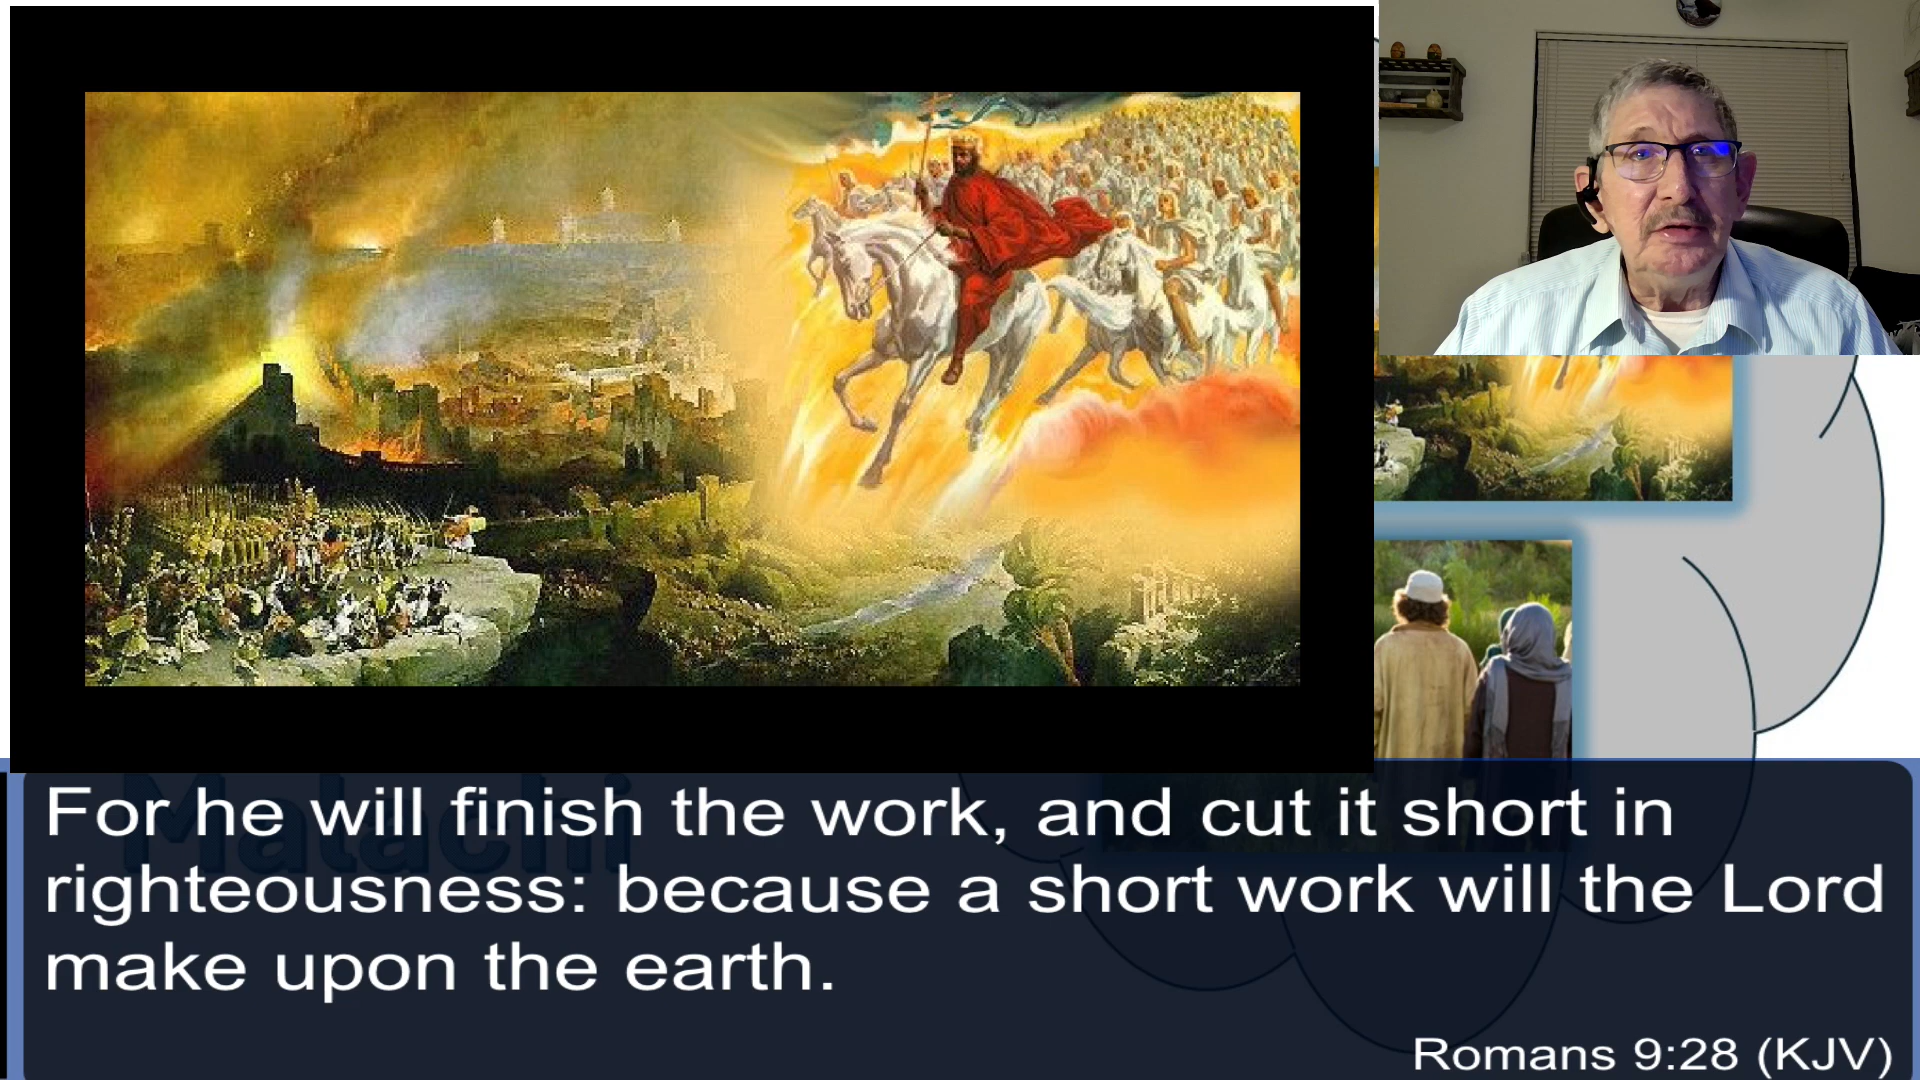 Malachi
For he will finish the work, and cut it short in
righteousness: because a short work will the Lord
make upon the earth.
Romans 9:28 (KJV)